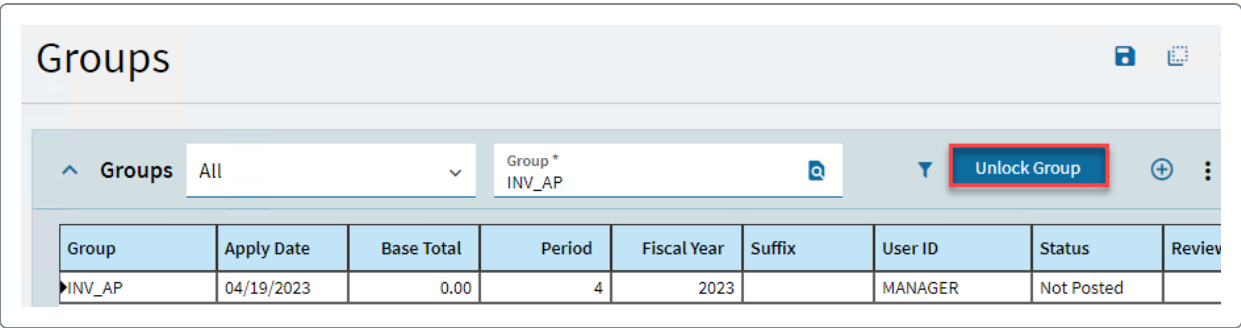 Groups
Groups All Group * Unlock Group
INV_AP
Group Apply Date Base Total Period Fiscal Year Suffix User ID Status Review
INV_AP 04/19/2023 0.00 4 2023 MANAGER Not Posted